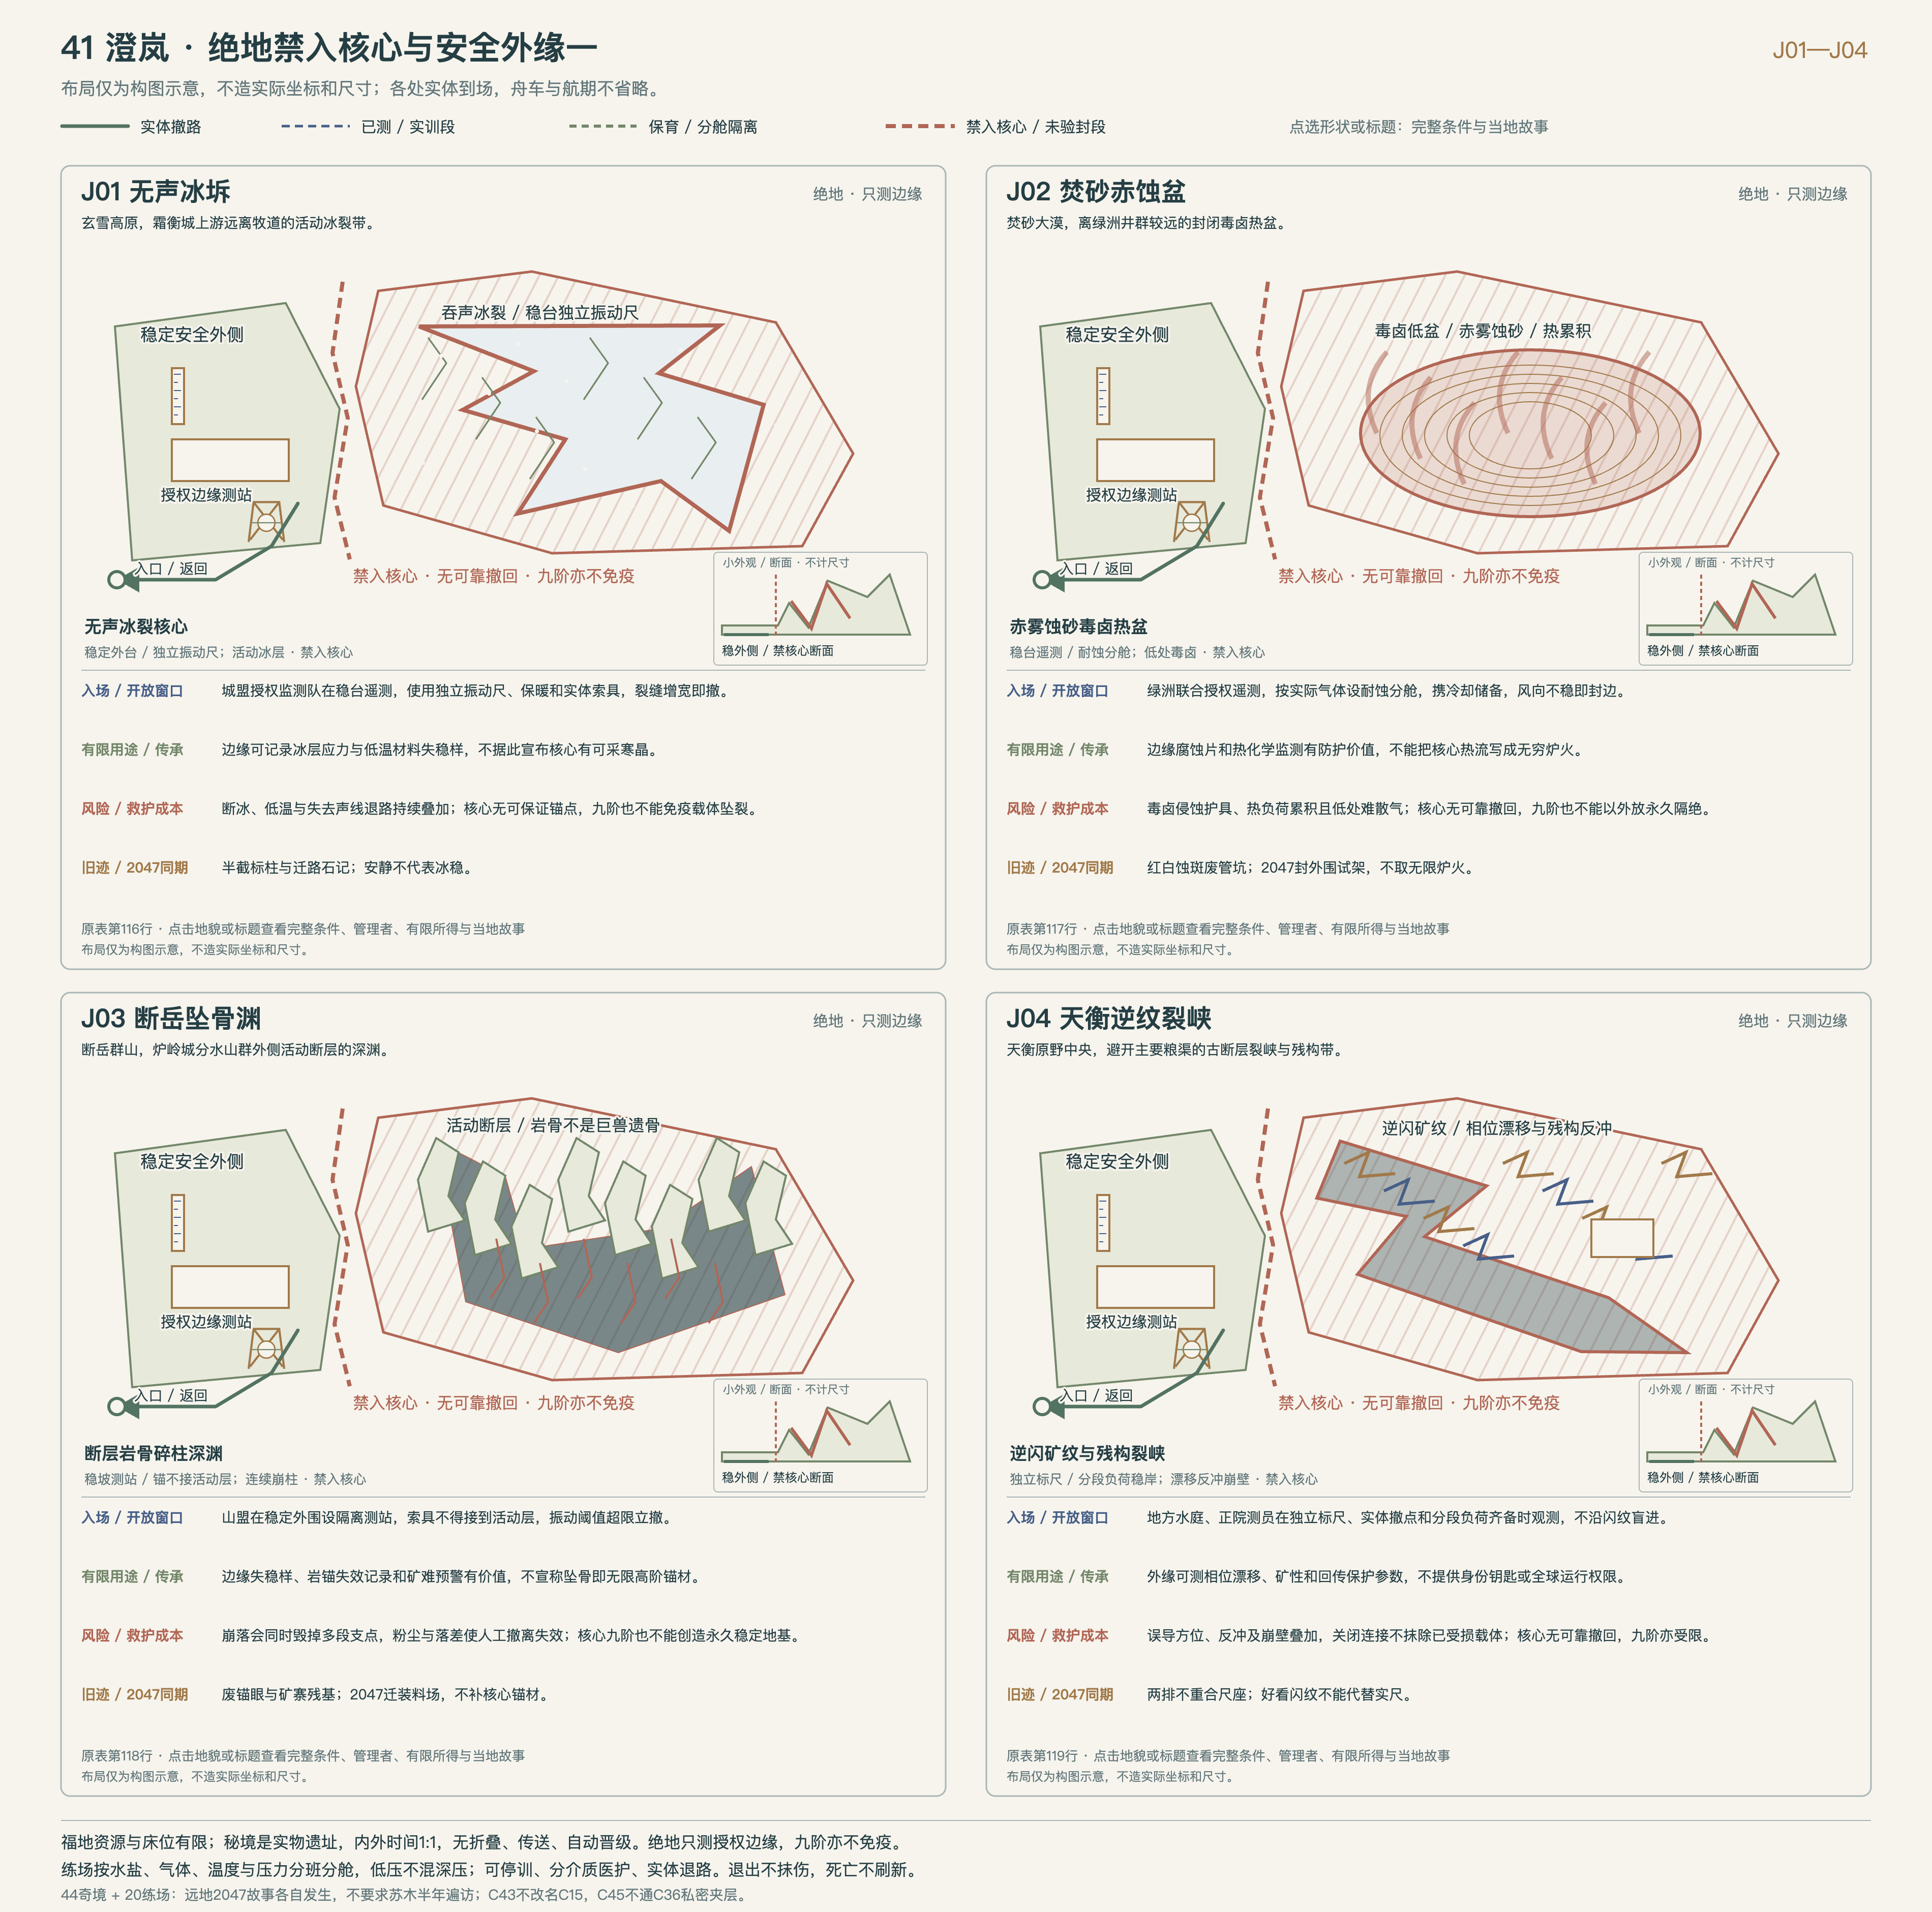 41 澄岚 · 绝地禁入核心与安全外缘一
J01—J04
布局仅为构图示意，不造实际坐标和尺寸；各处实体到场，舟车与航期不省略。
实体撤路
已测 / 实训段
保育 / 分舱隔离
禁入核心 / 未验封段
点选形状或标题：完整条件与当地故事
J01 无声冰坼
绝地 · 只测边缘
玄雪高原，霜衡城上游远离牧道的活动冰裂带。
吞声冰裂 / 稳台独立振动尺
稳定安全外侧
授权边缘测站
入口 / 返回
禁入核心 · 无可靠撤回 · 九阶亦不免疫
小外观 / 断面 · 不计尺寸
稳外侧 / 禁核心断面
无声冰裂核心
稳定外台 / 独立振动尺；活动冰层 · 禁入核心
入场 / 开放窗口
城盟授权监测队在稳台遥测，使用独立振动尺、保暖和实体索具，裂缝增宽即撤。
有限用途 / 传承
边缘可记录冰层应力与低温材料失稳样，不据此宣布核心有可采寒晶。
风险 / 救护成本
断冰、低温与失去声线退路持续叠加；核心无可保证锚点，九阶也不能免疫载体坠裂。
旧迹 / 2047同期
半截标柱与迁路石记；安静不代表冰稳。
原表第116行 · 点击地貌或标题查看完整条件、管理者、有限所得与当地故事
布局仅为构图示意，不造实际坐标和尺寸。
J02 焚砂赤蚀盆
绝地 · 只测边缘
焚砂大漠，离绿洲井群较远的封闭毒卤热盆。
毒卤低盆 / 赤雾蚀砂 / 热累积
稳定安全外侧
授权边缘测站
入口 / 返回
禁入核心 · 无可靠撤回 · 九阶亦不免疫
小外观 / 断面 · 不计尺寸
稳外侧 / 禁核心断面
赤雾蚀砂毒卤热盆
稳台遥测 / 耐蚀分舱；低处毒卤 · 禁入核心
入场 / 开放窗口
绿洲联合授权遥测，按实际气体设耐蚀分舱，携冷却储备，风向不稳即封边。
有限用途 / 传承
边缘腐蚀片和热化学监测有防护价值，不能把核心热流写成无穷炉火。
风险 / 救护成本
毒卤侵蚀护具、热负荷累积且低处难散气；核心无可靠撤回，九阶也不能以外放永久隔绝。
旧迹 / 2047同期
红白蚀斑废管坑；2047封外围试架，不取无限炉火。
原表第117行 · 点击地貌或标题查看完整条件、管理者、有限所得与当地故事
布局仅为构图示意，不造实际坐标和尺寸。
J03 断岳坠骨渊
绝地 · 只测边缘
断岳群山，炉岭城分水山群外侧活动断层的深渊。
活动断层 / 岩骨不是巨兽遗骨
稳定安全外侧
授权边缘测站
入口 / 返回
禁入核心 · 无可靠撤回 · 九阶亦不免疫
小外观 / 断面 · 不计尺寸
稳外侧 / 禁核心断面
断层岩骨碎柱深渊
稳坡测站 / 锚不接活动层；连续崩柱 · 禁入核心
入场 / 开放窗口
山盟在稳定外围设隔离测站，索具不得接到活动层，振动阈值超限立撤。
有限用途 / 传承
边缘失稳样、岩锚失效记录和矿难预警有价值，不宣称坠骨即无限高阶锚材。
风险 / 救护成本
崩落会同时毁掉多段支点，粉尘与落差使人工撤离失效；核心九阶也不能创造永久稳定地基。
旧迹 / 2047同期
废锚眼与矿寨残基；2047迁装料场，不补核心锚材。
原表第118行 · 点击地貌或标题查看完整条件、管理者、有限所得与当地故事
布局仅为构图示意，不造实际坐标和尺寸。
J04 天衡逆纹裂峡
绝地 · 只测边缘
天衡原野中央，避开主要粮渠的古断层裂峡与残构带。
逆闪矿纹 / 相位漂移与残构反冲
稳定安全外侧
授权边缘测站
入口 / 返回
禁入核心 · 无可靠撤回 · 九阶亦不免疫
小外观 / 断面 · 不计尺寸
稳外侧 / 禁核心断面
逆闪矿纹与残构裂峡
独立标尺 / 分段负荷稳岸；漂移反冲崩壁 · 禁入核心
入场 / 开放窗口
地方水庭、正院测员在独立标尺、实体撤点和分段负荷齐备时观测，不沿闪纹盲进。
有限用途 / 传承
外缘可测相位漂移、矿性和回传保护参数，不提供身份钥匙或全球运行权限。
风险 / 救护成本
误导方位、反冲及崩壁叠加，关闭连接不抹除已受损载体；核心无可靠撤回，九阶亦受限。
旧迹 / 2047同期
两排不重合尺座；好看闪纹不能代替实尺。
原表第119行 · 点击地貌或标题查看完整条件、管理者、有限所得与当地故事
布局仅为构图示意，不造实际坐标和尺寸。
福地资源与床位有限；秘境是实物遗址，内外时间1:1，无折叠、传送、自动晋级。绝地只测授权边缘，九阶亦不免疫。
练场按水盐、气体、温度与压力分班分舱，低压不混深压；可停训、分介质医护、实体退路。退出不抹伤，死亡不刷新。
44奇境 + 20练场：远地2047故事各自发生，不要求苏木半年遍访；C43不改名C15，C45不通C36私密夹层。